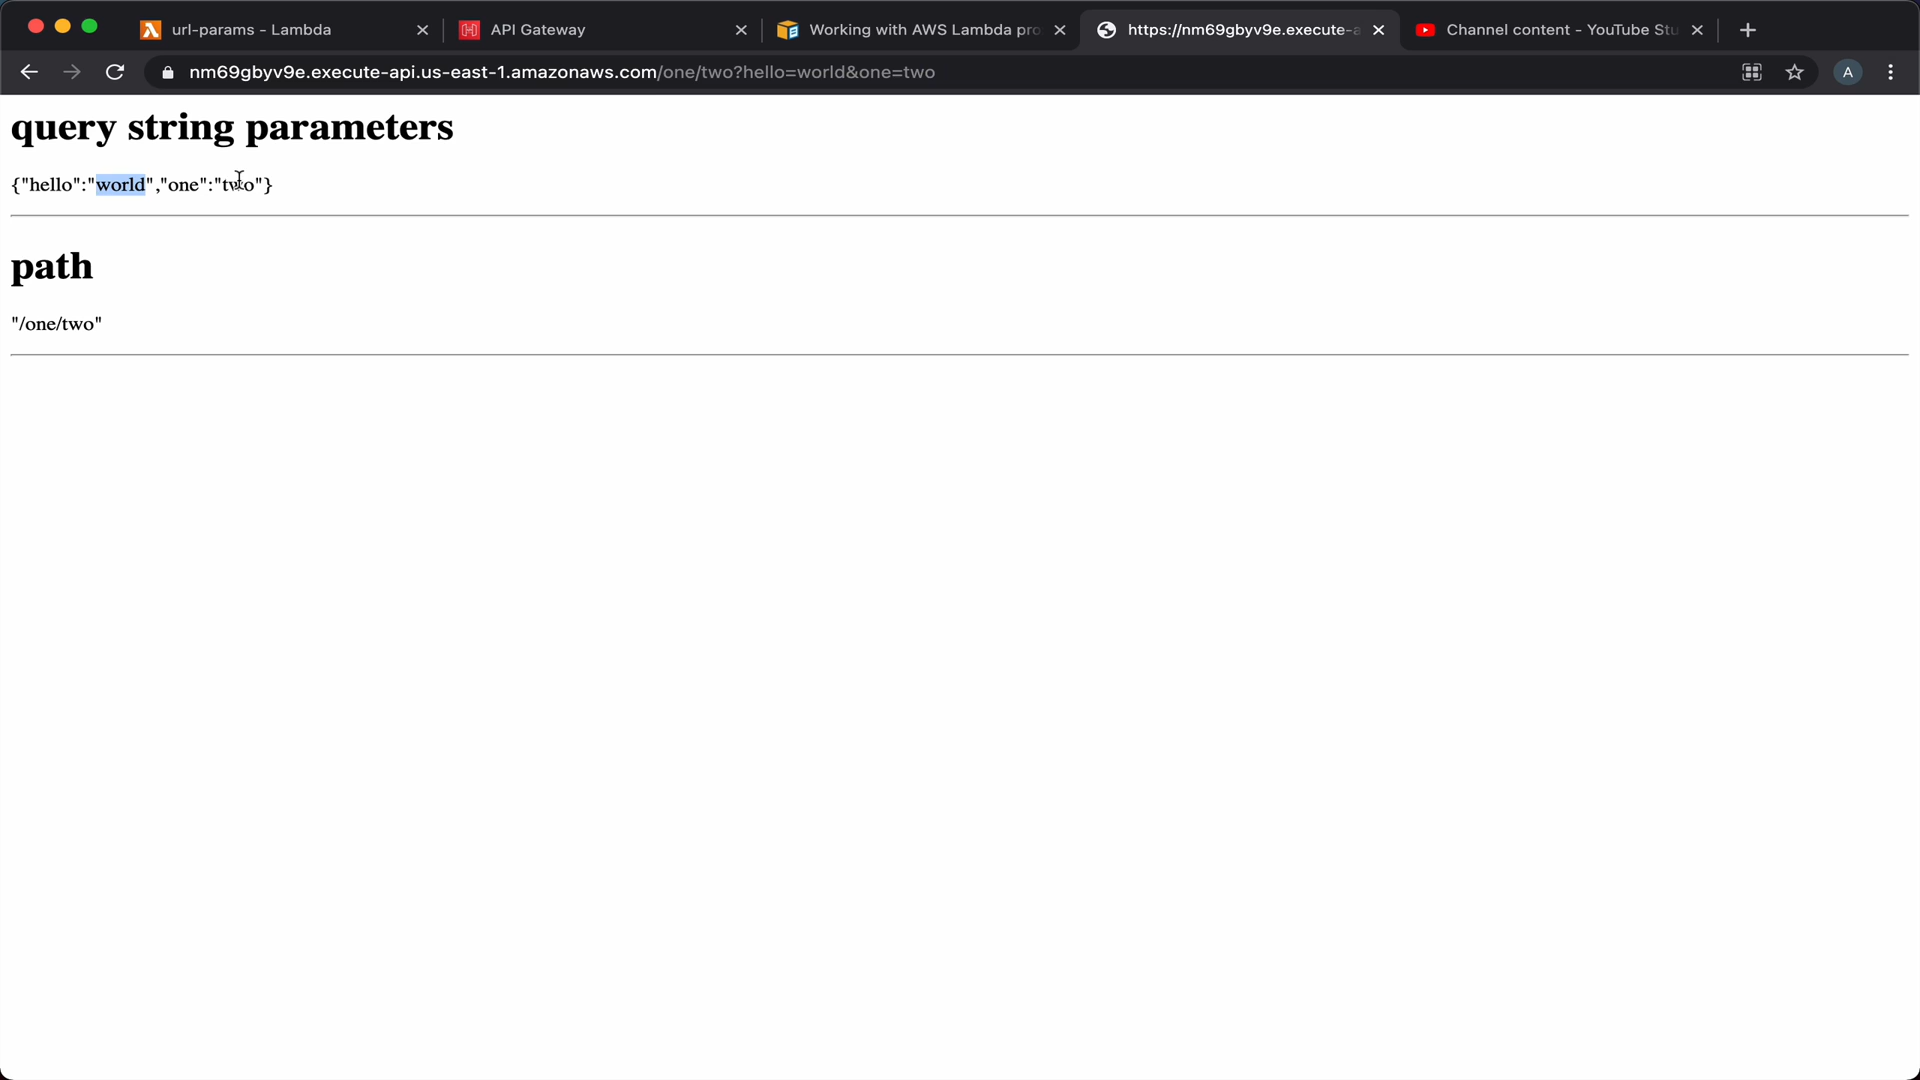 url-params - Lambda
API Gateway
Working with AWS Lambda pro
https://nm69gbyv9e.execute-a
Channel content - YouTube Stu
nm69gbyv9e.execute-api.us-east-1.amazonaws.com/one/two?hello=world&one=two
A
query string parameters
{"hello":"world","one":"two"}
path
"/one/two"